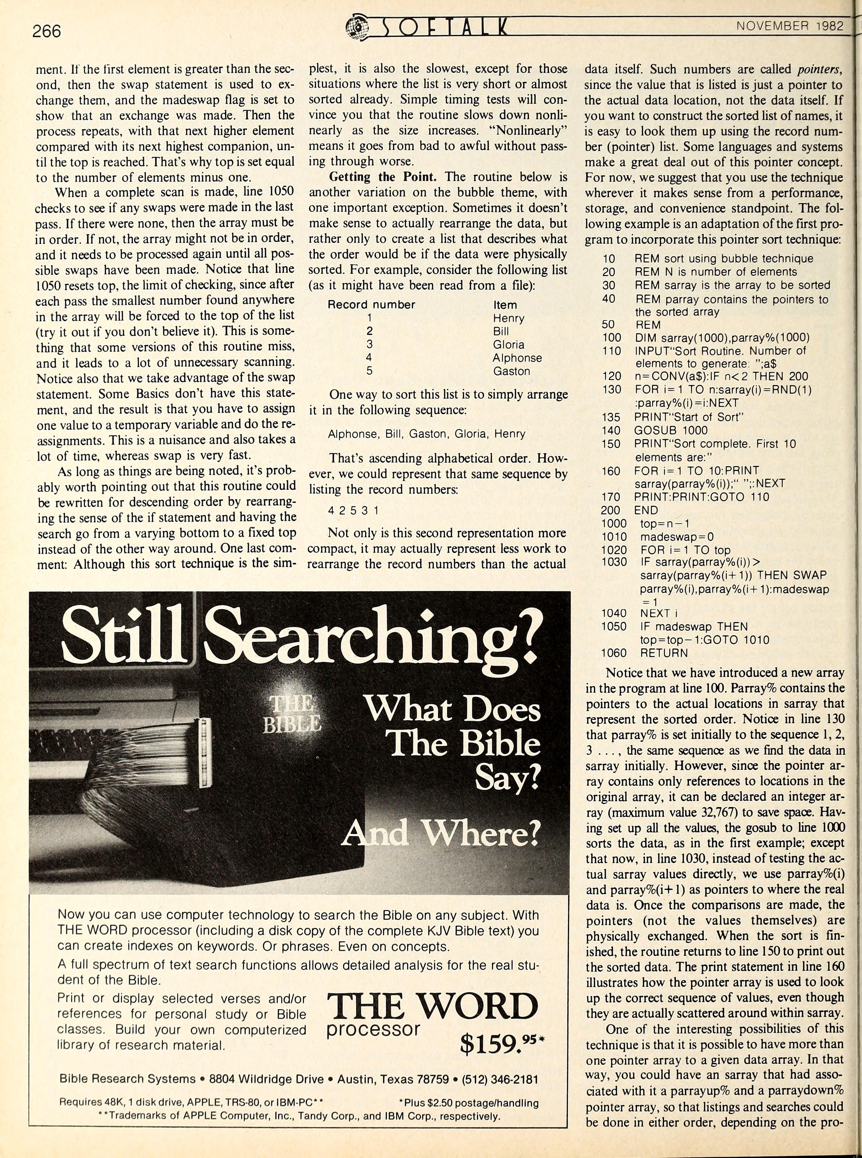 266
SOFTALK
NOVEMBER 1982
ment. If the first element is greater than the sec-
ond, then the swap statement is used to ex-
change them, and the madeswap flag is set to
show that an exchange was made. Then the
process repeats, with that next higher element
compared with its next highest companion, un-
til the top is reached. That's why top is set equal
to the number of elements minus one.
When a complete scan is made, line 1050
checks to see if any swaps were made in the last
pass. If there were none, then the array must be
in order. If not, the array might not be in order,
and it needs to be processed again until all pos-
sible swaps have been made. Notice that line
1050 resets top, the limit of checking, since after
each pass the smallest number found anywhere
in the array will be forced to the top of the list
(try it out if you don't believe it). This is some-
thing that some versions of this routine miss,
and it leads to a lot of unnecessary scanning.
Notice also that we take advantage of the swap
statement. Some Basics don't have this state-
ment, and the result is that you have to assign
one value to a temporary variable and do the re-
assignments. This is a nuisance and also takes a
lot of time, whereas swap is very fast.
As long as things are being noted, it's prob-
ably worth pointing out that this routine could
be rewritten for descending order by rearrang-
ing the sense of the if statement and having the
search go from a varying bottom to a fixed top
instead of the other way around. One last com-
ment: Although this sort technique is the sim-
plest, it is also the slowest, except for those
situations where the list is very short or almost
sorted already. Simple timing tests will con-
vince you that the routine slows down nonli-
nearly as the size increases. "Nonlinearly"
means it goes from bad to awful without pass-
ing through worse.
Getting the Point. The routine below is
another variation on the bubble theme, with
one important exception. Sometimes it doesn't
make sense to actually rearrange the data, but
rather only to create a list that describes what
the order would be if the data were physically
sorted. For example, consider the following list
(as it might have been read from a file):
Record number Item
1 Henry
2 Bill
3 Gloria
4 Alphonse
5 Gaston
One way to sort this list is to simply arrange
it in the following sequence:
Alphonse, Bill, Gaston, Gloria, Henry
That's ascending alphabetical order. How-
ever, we could represent that same sequence by
listing the record numbers:
4 2 5 3 1
Not only is this second representation more
compact, it may actually represent less work to
rearrange the record numbers than the actual
data itself. Such numbers are called pointers,
since the value that is listed is just a pointer to
the actual data location, not the data itself. If
you want to construct the sorted list of names, it
is easy to look them up using the record num-
ber (pointer) list. Some languages and systems
make a great deal out of this pointer concept.
For now, we suggest that you use the technique
wherever it makes sense from a performance,
storage, and convenience standpoint. The fol-
lowing example is an adaptation of the first pro-
gram to incorporate this pointer sort technique:
10 REM sort using bubble technique
20 REM N is number of elements
30 REM sarray is the array to be sorted
40 REM parray contains the pointers to
the sorted array
50 REM
100 DIM sarray(1000),parray%(1000)
110 INPUT"Sort Routine. Number of
elements to generate: ";a$
120 n=CONV(a$):IF n<2 THEN 200
130 FOR i=1 TO n:sarray(i)=RND(1)
:parray%(i)=i:NEXT
135 PRINT"Start of Sort"
140 GOSUB 1000
150 PRINT"Sort complete. First 10
elements are:"
160 FOR i=1 TO 10:PRINT
sarray(parray%(i));" ";:NEXT
170 PRINT:PRINT:GOTO 110
200 END
1000 top=n-1
1010 madeswap=0
1020 FOR i=1 TO top
1030 IF sarray(parray%(i))>
sarray(parray%(i+1)) THEN SWAP
parray%(i),parray%(i+1):madeswap
=1
1040 NEXT i
1050 IF madeswap THEN
top=top-1:GOTO 1010
1060 RETURN
Notice that we have introduced a new array
in the program at line 100. Parray% contains the
pointers to the actual locations in sarray that
represent the sorted order. Notice in line 130
that parray% is set initially to the sequence 1, 2,
3 . . . , the same sequence as we find the data in
sarray initially. However, since the pointer ar-
ray contains only references to locations in the
original array, it can be declared an integer ar-
ray (maximum value 32,767) to save space. Hav-
ing set up all the values, the gosub to line 1000
sorts the data, as in the first example; except
that now, in line 1030, instead of testing the ac-
tual sarray values directly, we use parray%(i)
and parray%(i+1) as pointers to where the real
data is. Once the comparisons are made, the
pointers (not the values themselves) are
physically exchanged. When the sort is fin-
ished, the routine returns to line 150 to print out
the sorted data. The print statement in line 160
illustrates how the pointer array is used to look
up the correct sequence of values, even though
they are actually scattered around within sarray.
One of the interesting possibilities of this
technique is that it is possible to have more than
one pointer array to a given data array. In that
way, you could have an sarray that had asso-
ciated with it a parrayup% and a parraydown%
pointer array, so that listings and searches could
be done in either order, depending on the pro-
Still Searching?
THE
BIBLE
What Does
The Bible
Say?
And Where?
Now you can use computer technology to search the Bible on any subject. With
THE WORD processor (including a disk copy of the complete KJV Bible text) you
can create indexes on keywords. Or phrases. Even on concepts.
A full spectrum of text search functions allows detailed analysis for the real stu-
dent of the Bible.
Print or display selected verses and/or
references for personal study or Bible
classes. Build your own computerized
library of research material.
THE WORD
processor
$159.95*
Bible Research Systems • 8804 Wildridge Drive • Austin, Texas 78759 • (512) 346-2181
Requires 48K, 1 disk drive, APPLE, TRS-80, or IBM-PC** *Plus $2.50 postage/handling
**Trademarks of APPLE Computer, Inc., Tandy Corp., and IBM Corp., respectively.